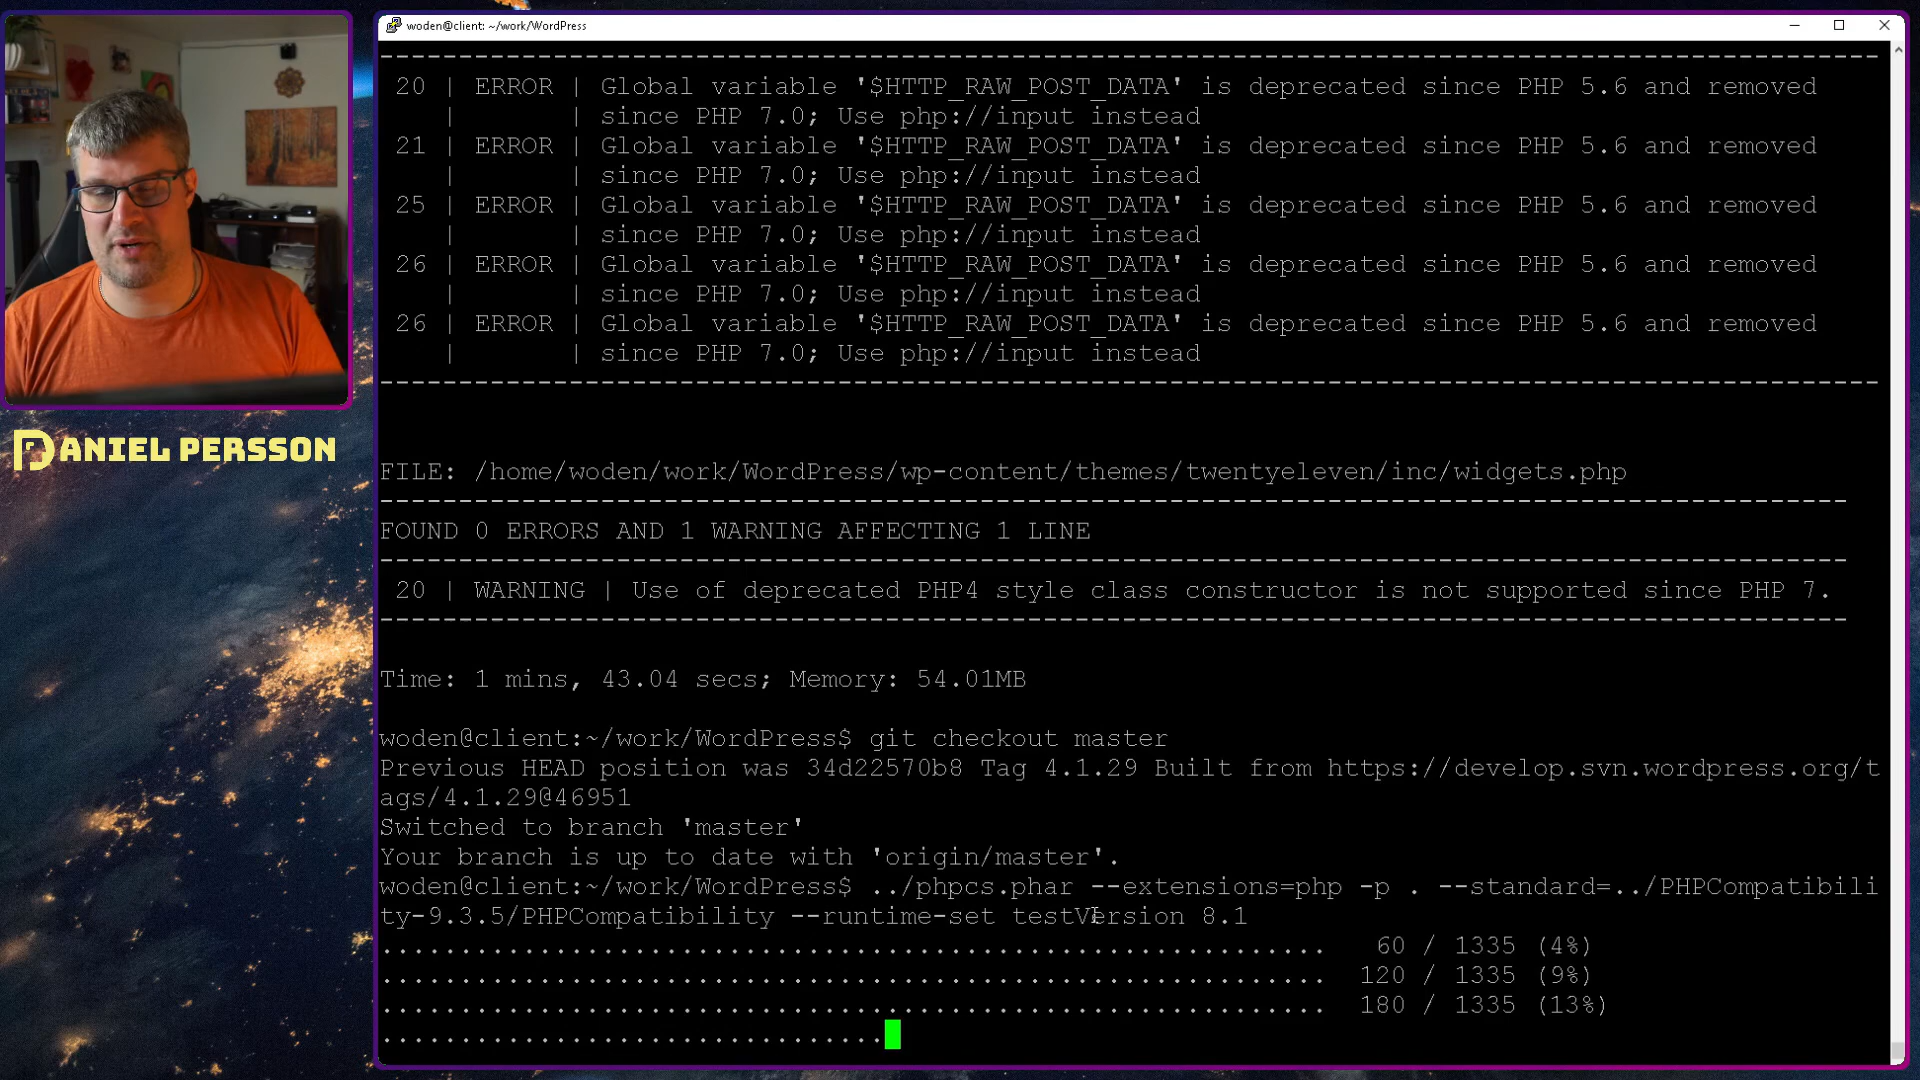 woden@client: ~/work/WordPress
--------------------------------------------------------------------------------------
20 | ERROR | Global variable '$HTTP_RAW_POST_DATA' is deprecated since PHP 5.6 and removed
| | since PHP 7.0; Use php://input instead
21 | ERROR | Global variable '$HTTP_RAW_POST_DATA' is deprecated since PHP 5.6 and removed
| | since PHP 7.0; Use php://input instead
25 | ERROR | Global variable '$HTTP_RAW_POST_DATA' is deprecated since PHP 5.6 and removed
| | since PHP 7.0; Use php://input instead
26 | ERROR | Global variable '$HTTP_RAW_POST_DATA' is deprecated since PHP 5.6 and removed
| | since PHP 7.0; Use php://input instead
26 | ERROR | Global variable '$HTTP_RAW_POST_DATA' is deprecated since PHP 5.6 and removed
| | since PHP 7.0; Use php://input instead
--------------------------------------------------------------------------------------
DANIEL PERSSON
FILE: /home/woden/work/WordPress/wp-content/themes/twentyeleven/inc/widgets.php
--------------------------------------------------------------------------------------
FOUND 0 ERRORS AND 1 WARNING AFFECTING 1 LINE
--------------------------------------------------------------------------------------
20 | WARNING | Use of deprecated PHP4 style class constructor is not supported since PHP 7.
--------------------------------------------------------------------------------------
Time: 1 mins, 43.04 secs; Memory: 54.01MB
woden@client:~/work/WordPress$ git checkout master
Previous HEAD position was 34d22570b8 Tag 4.1.29 Built from https://develop.svn.wordpress.org/t
ags/4.1.29@46951
Switched to branch 'master'
Your branch is up to date with 'origin/master'.
woden@client:~/work/WordPress$ ../phpcs.phar --extensions=php -p . --standard=../PHPCompatibili
ty-9.3.5/PHPCompatibility --runtime-set testVersion 8.1
............................................................ 60 / 1335 (4%)
............................................................ 120 / 1335 (9%)
............................................................ 180 / 1335 (13%)
................................